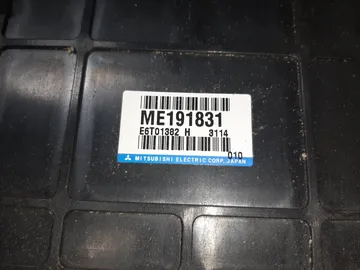 ME191831
E6T01382 H 3114
010
MITSUBISHI ELECTRIC CORP. JAPAN